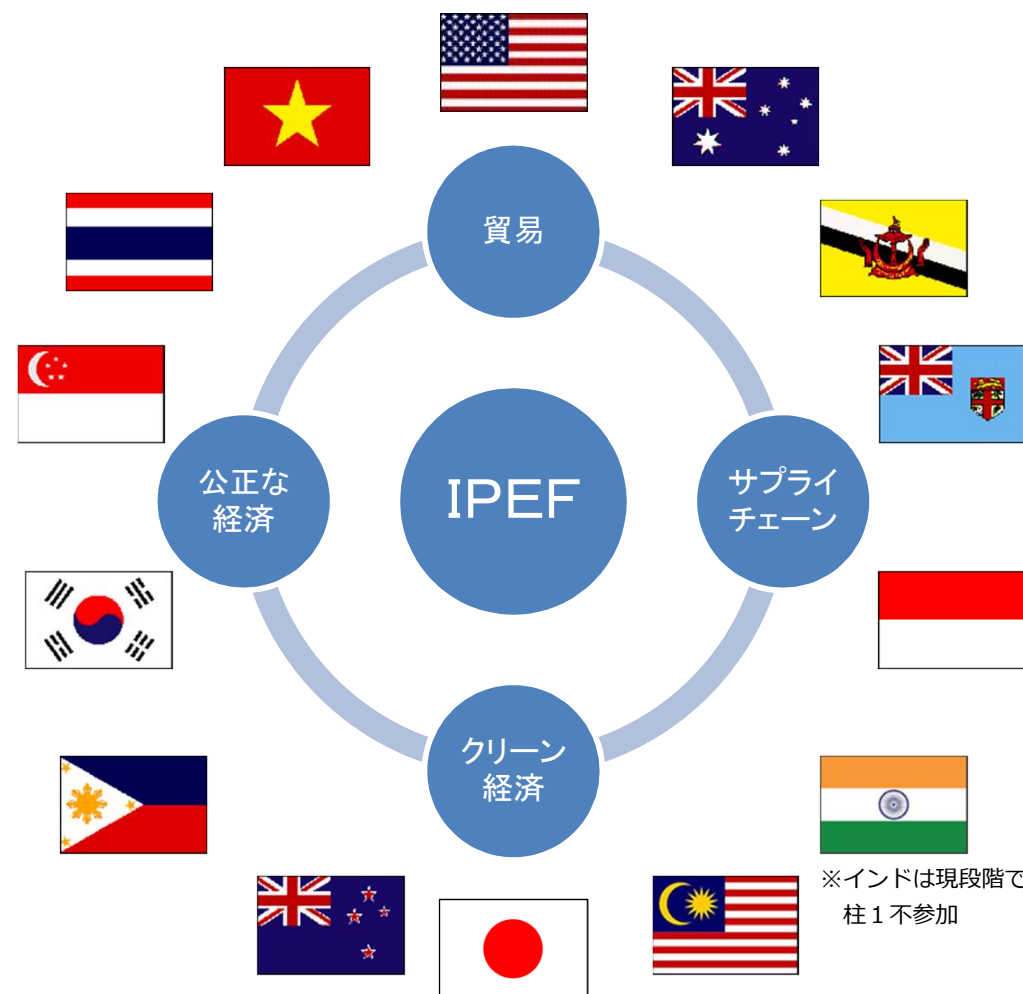 貿易
公正な
経済
IPEF
サプライ
チェーン
クリーン
経済
※インドは現段階で
柱１不参加